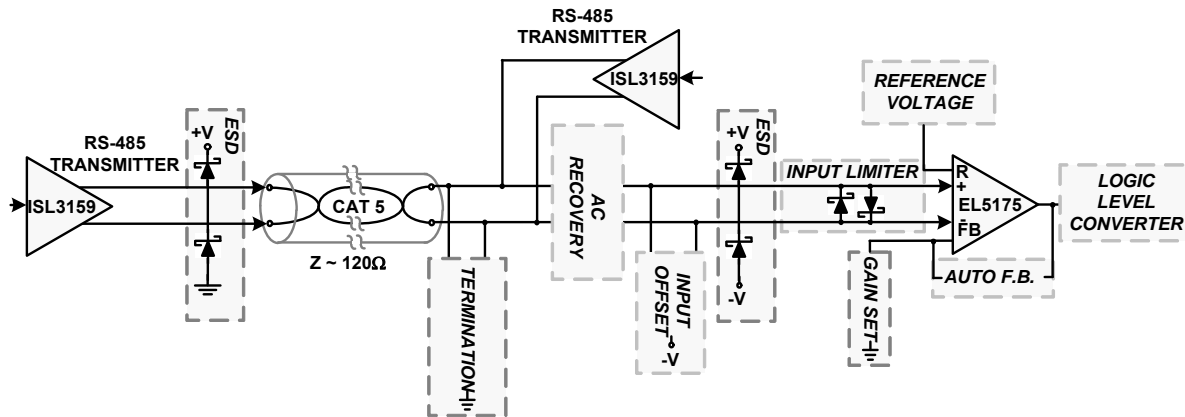 RS-485
TRANSMITTER
ISL3159
REFERENCE
VOLTAGE
ESD
+V
RS-485
TRANSMITTER
ISL3159
CAT 5
Z ~ 120Ω
TERMINATION
AC
RECOVERY
INPUT
OFFSET
-V
ESD
+V
-V
INPUT LIMITER
R
+
EL5175
-
FB
GAIN SET
AUTO F.B.
LOGIC
LEVEL
CONVERTER